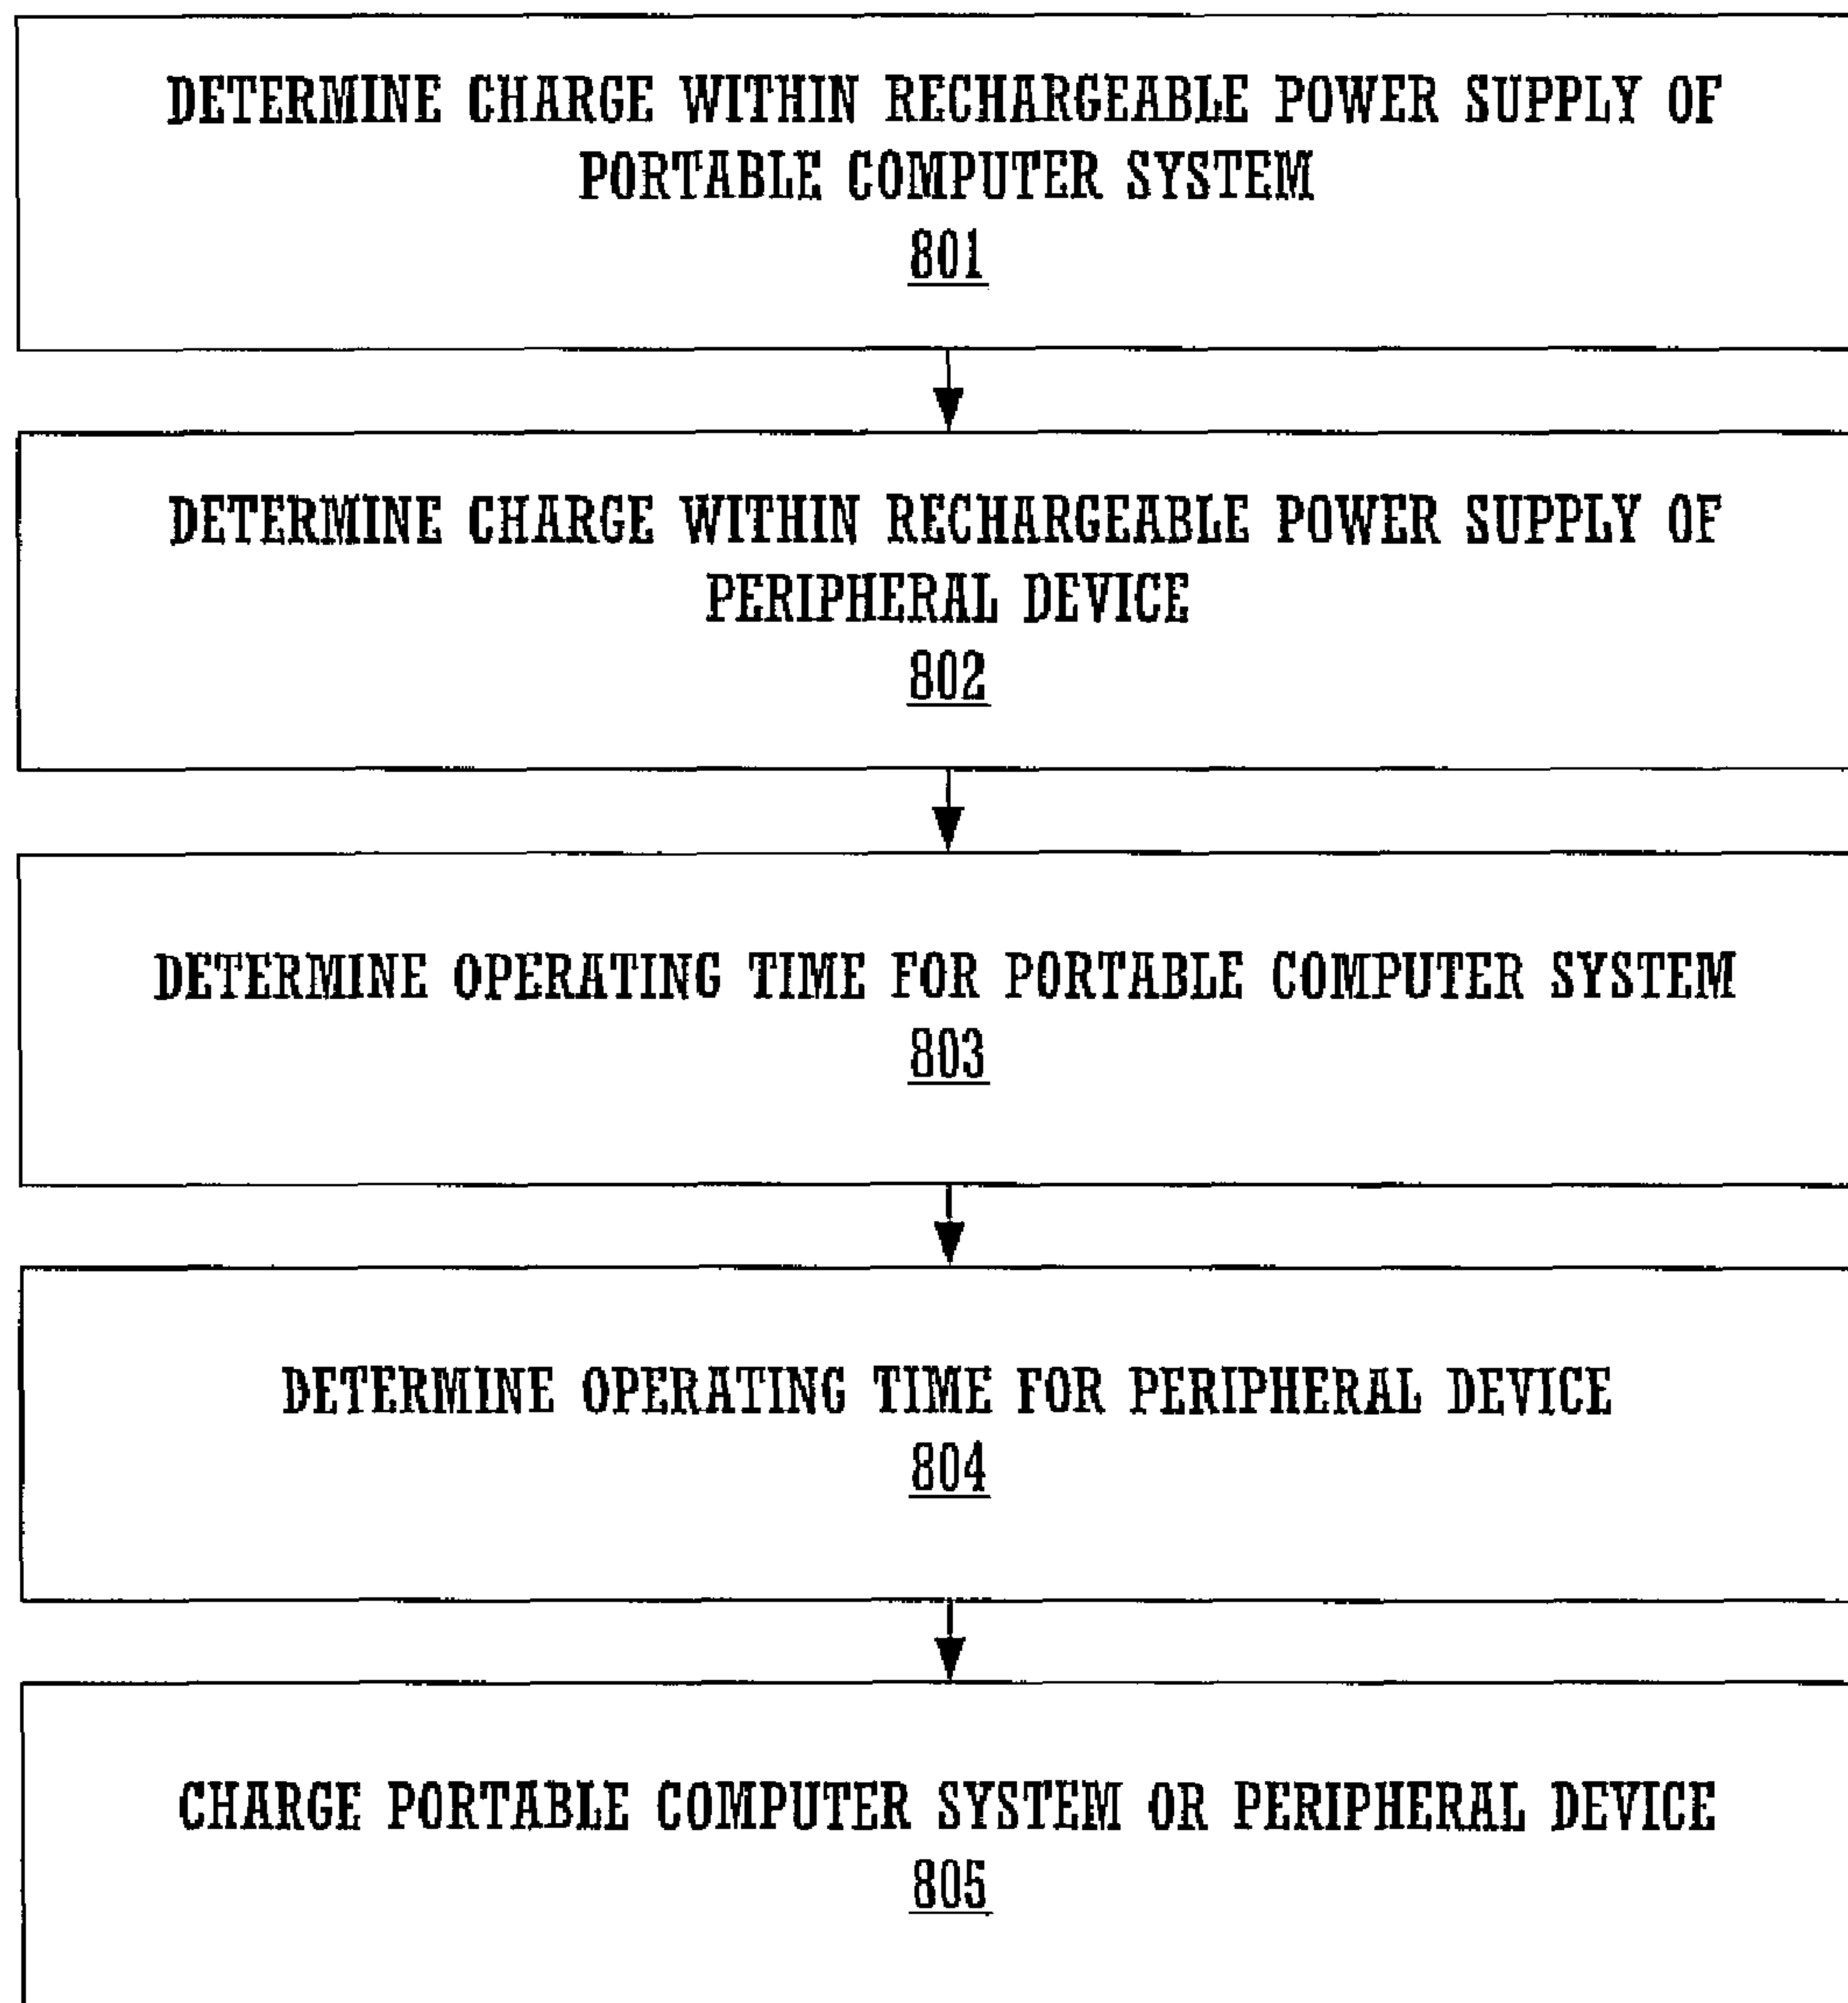 DETERMINE CHARGE WITHIN RECHARGEABLE POWER SUPPLY OF
PORTABLE COMPUTER SYSTEM
801
DETERMINE CHARGE WITHIN RECHARGEABLE POWER SUPPLY OF
PERIPHERAL DEVICE
802
DETERMINE OPERATING TIME FOR PORTABLE COMPUTER SYSTEM
803
DETERMINE OPERATING TIME FOR PERIPHERAL DEVICE
804
CHARGE PORTABLE COMPUTER SYSTEM OR PERIPHERAL DEVICE
805